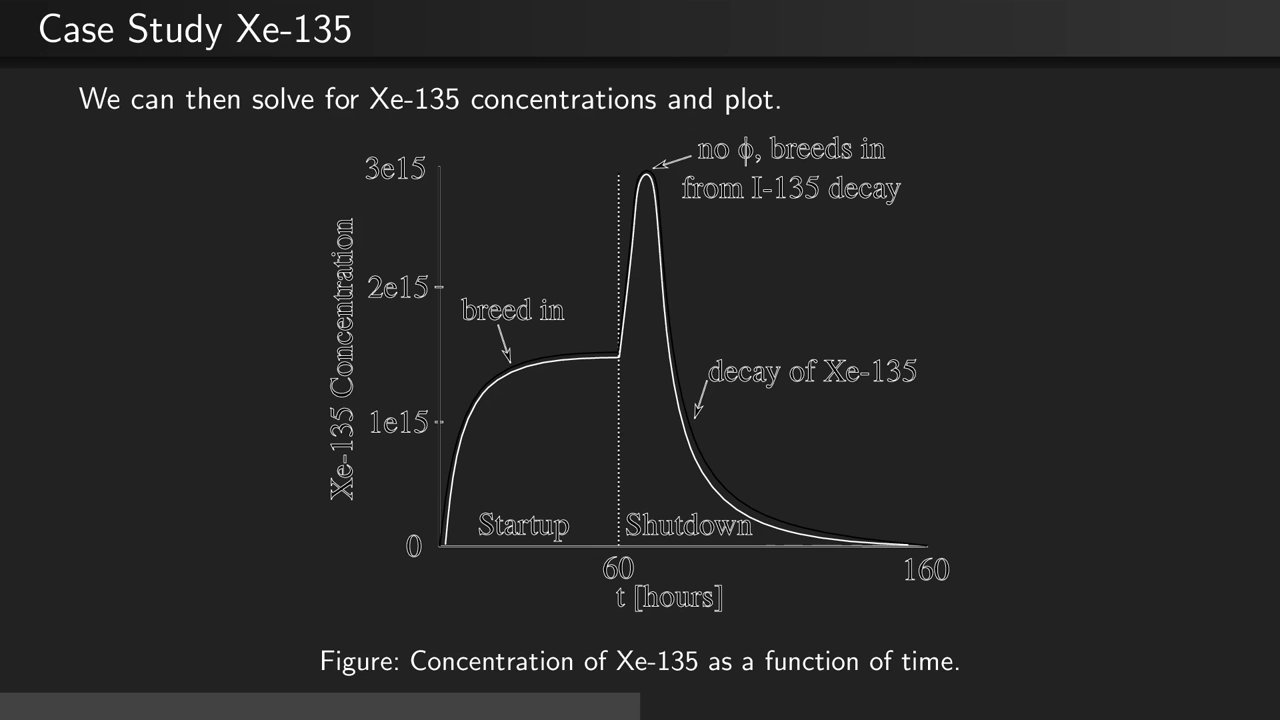 Case Study Xe-135
We can then solve for Xe-135 concentrations and plot.
no ϕ, breeds in
from I-135 decay
3e15
2e15
1e15
0
Xe-135 Concentration
breed in
decay of Xe-135
Startup
Shutdown
60
160
t [hours]
Figure: Concentration of Xe-135 as a function of time.